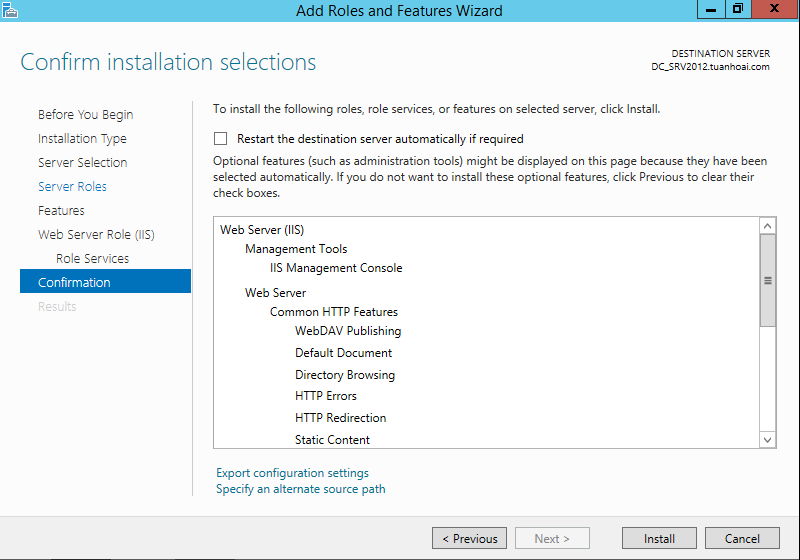 Add Roles and Features Wizard
Confirm installation selections
DESTINATION SERVER
DC_SRV2012.tuanhoai.com
Before You Begin
Installation Type
Server Selection
Server Roles
Features
Web Server Role (IIS)
Role Services
Confirmation
Results
To install the following roles, role services, or features on selected server, click Install.
Restart the destination server automatically if required
Optional features (such as administration tools) might be displayed on this page because they have been
selected automatically. If you do not want to install these optional features, click Previous to clear their
check boxes.
Web Server (IIS)
Management Tools
IIS Management Console
Web Server
Common HTTP Features
WebDAV Publishing
Default Document
Directory Browsing
HTTP Errors
HTTP Redirection
Static Content
Export configuration settings
Specify an alternate source path
< Previous
Next >
Install
Cancel